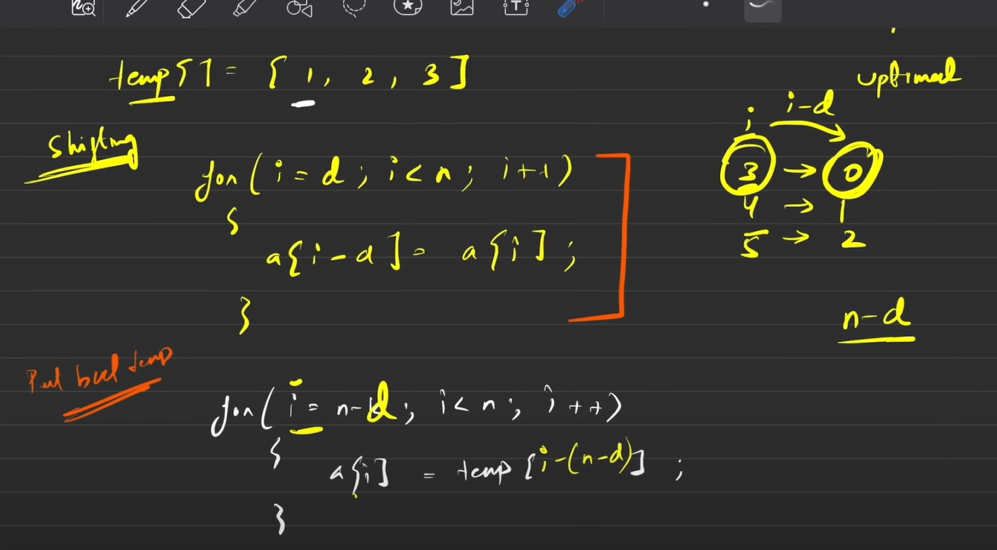 temp[] = [1, 2, 3]
optimal
Shifting
i i-d
for(i = d; i < n; i++)
3 → 0
{
4 → 1
a[i-d] = a[i];
5 → 2
}
n-d
Put back temp
for(i = n-d; i < n; i++)
{
a[i] = temp[i-(n-d)];
}